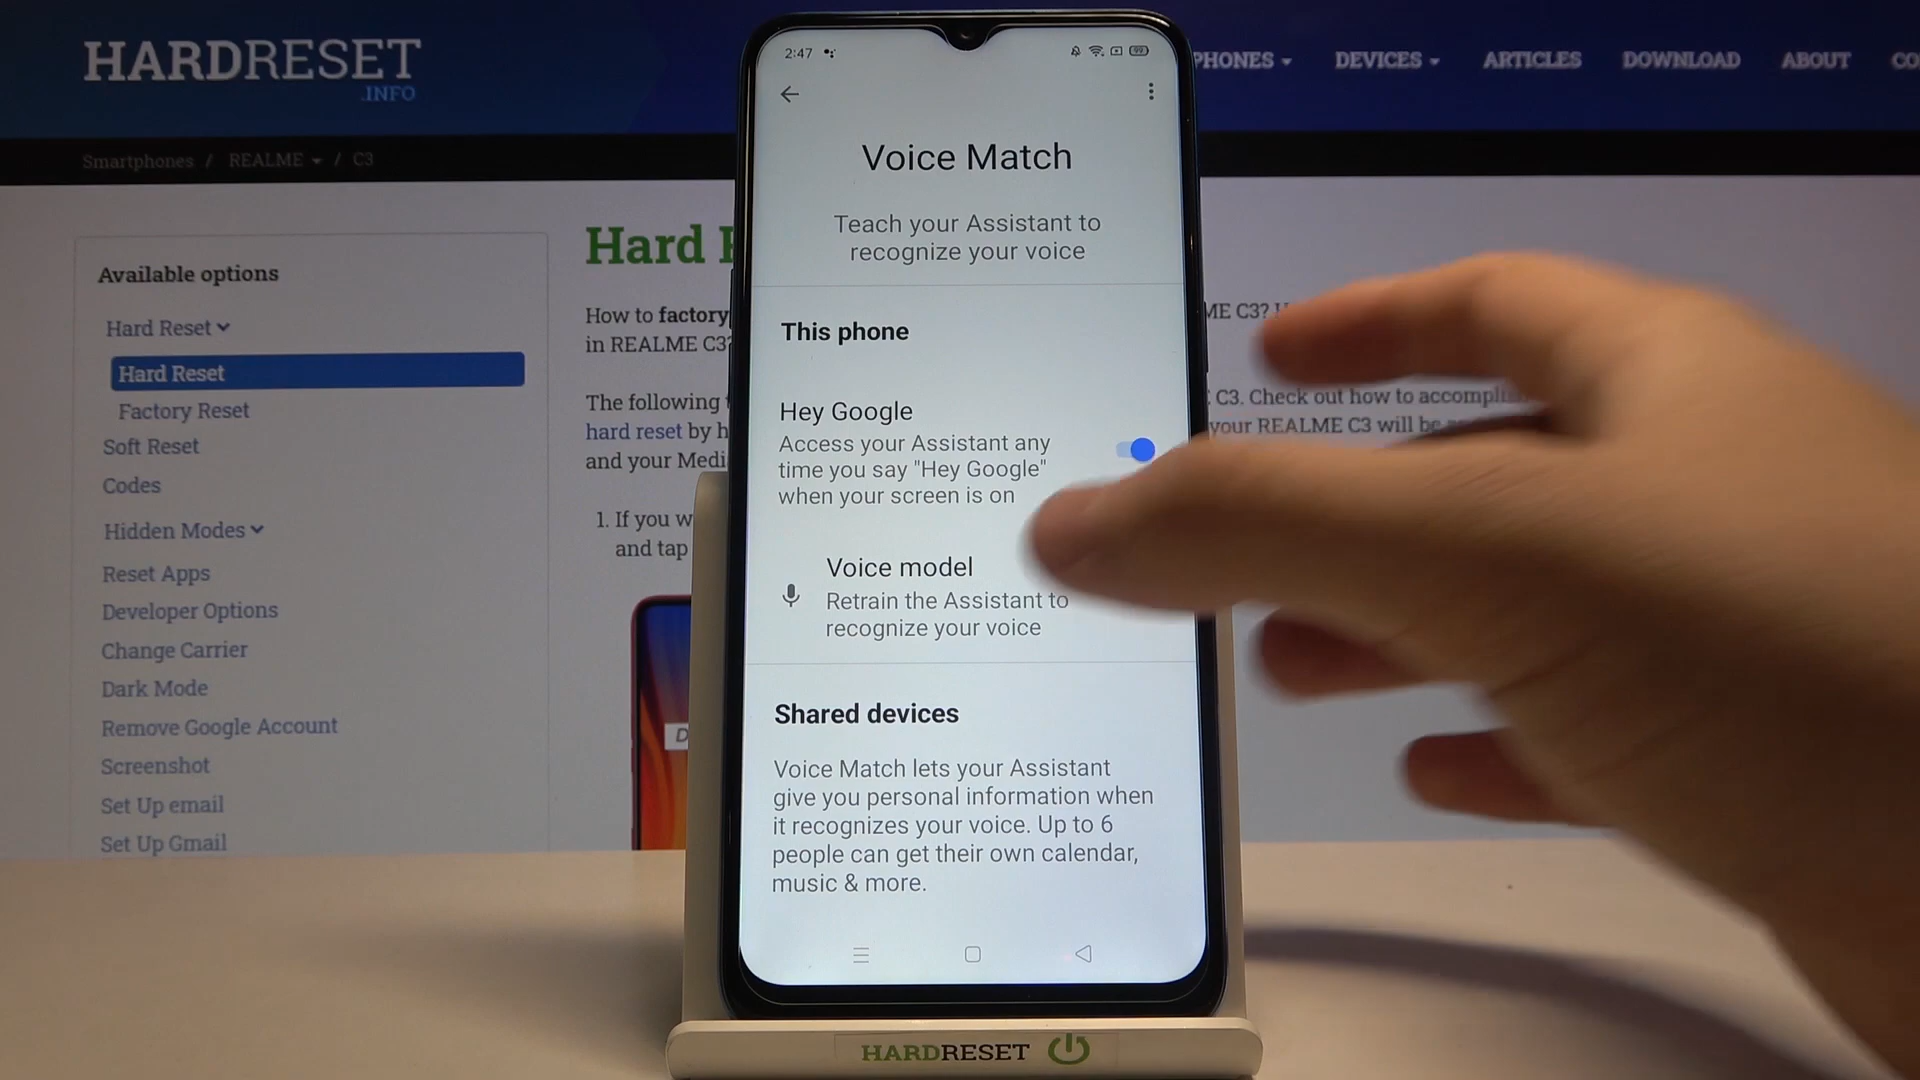 HARDRESET
.INFO
PHONES
DEVICES
ARTICLES
DOWNLOAD
ABOUT
Smartphones / REALME / C3
Available options
Hard Reset
Hard Reset
Factory Reset
Soft Reset
Codes
Hidden Modes
Reset Apps
Developer Options
Change Carrier
Dark Mode
Remove Google Account
Screenshot
Set Up email
Set Up Gmail
Hard
How to factory
in REALME C3?
The following
hard reset by h
and your Medi
1. If you w
and tap
ME C3?
C3. Check out how to accompli
your REALME C3 will be
2:47
99
Voice Match
Teach your Assistant to
recognize your voice
This phone
Hey Google
Access your Assistant any
time you say "Hey Google"
when your screen is on
Voice model
Retrain the Assistant to
recognize your voice
Shared devices
Voice Match lets your Assistant
give you personal information when
it recognizes your voice. Up to 6
people can get their own calendar,
music & more.
HARDRESET